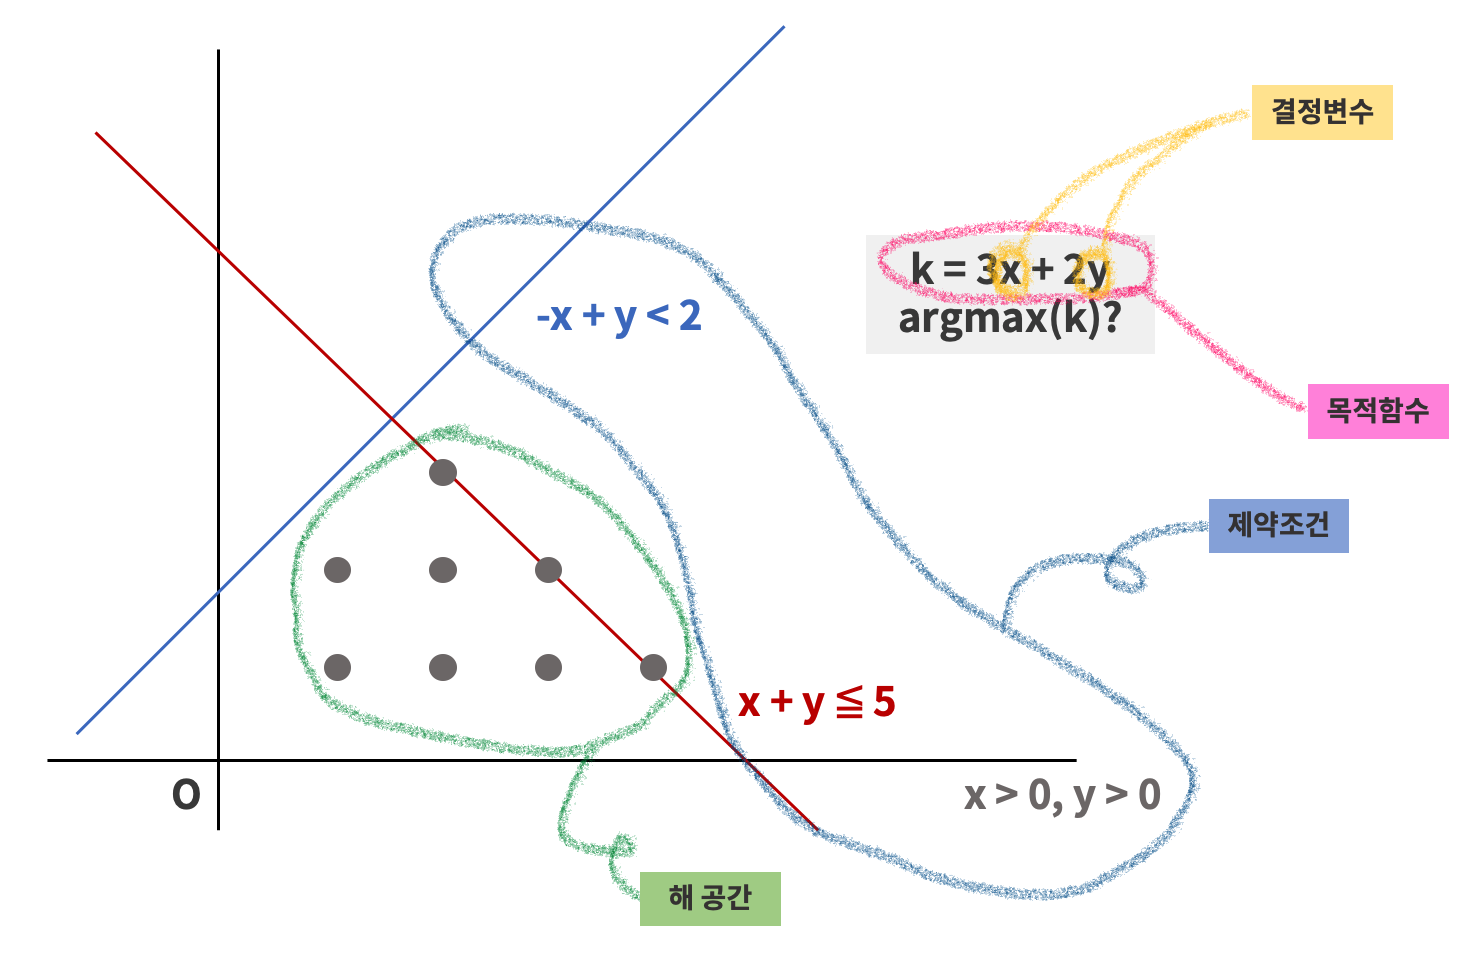 결정변수
k = 3x + 2y
argmax(k)?
-x + y < 2
목적함수
제약조건
x + y ≦ 5
O
x > 0, y > 0
해 공간